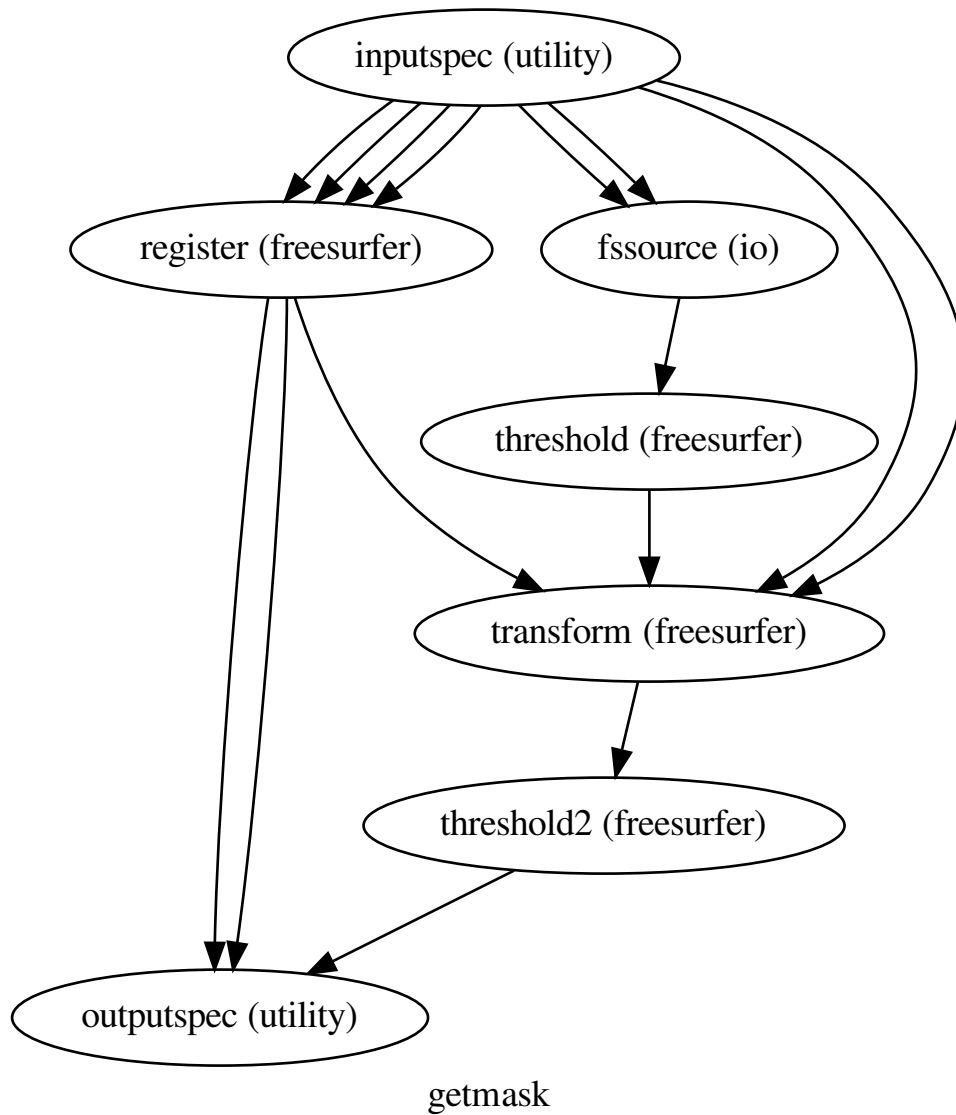 inputspec (utility)
register (freesurfer)
fssource (io)
threshold (freesurfer)
transform (freesurfer)
threshold2 (freesurfer)
outputspec (utility)
getmask